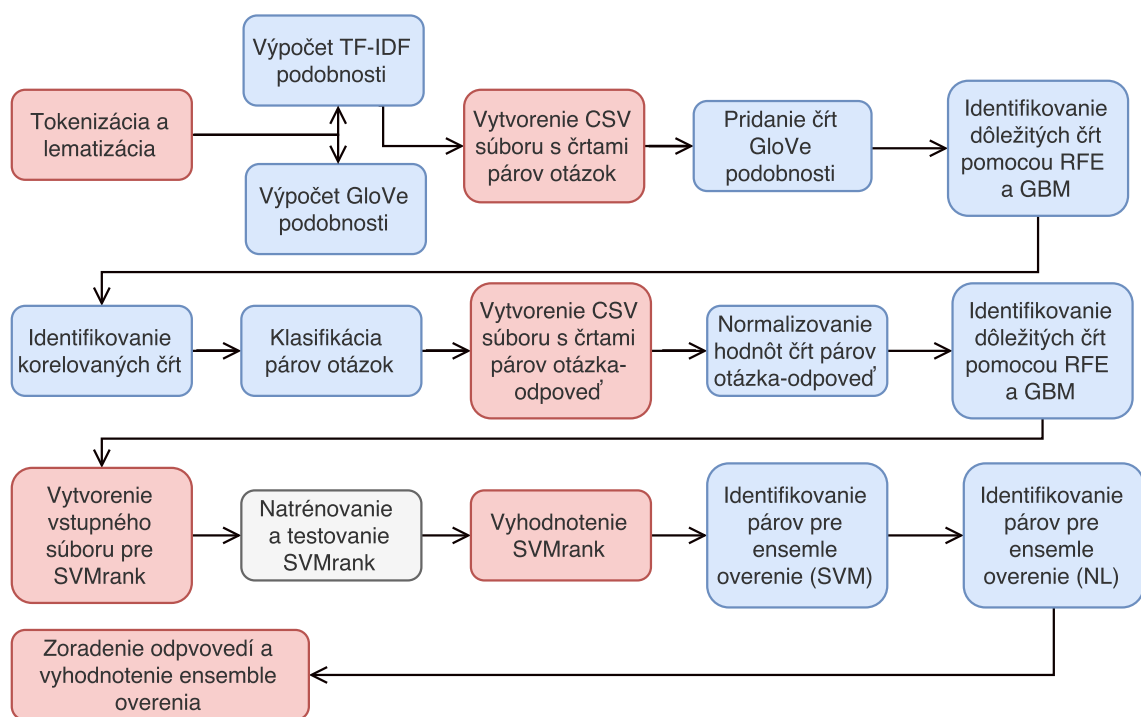 Tokenizácia a
lematizácia
Výpočet TF-IDF
podobnosti
Výpočet GloVe
podobnosti
Vytvorenie CSV
súboru s črtami
párov otázok
Pridanie čŕt
GloVe
podobnosti
Identifikovanie
dôležitých čŕt
pomocou RFE
a GBM
Identifikovanie
korelovaných čŕt
Klasifikácia
párov otázok
Vytvorenie CSV
súboru s črtami
párov otázka-
odpoveď
Normalizovanie
hodnôt čŕt párov
otázka-odpoveď
Identifikovanie
dôležitých čŕt
pomocou RFE
a GBM
Vytvorenie
vstupného
súboru pre
SVMrank
Natrénovanie
a testovanie
SVMrank
Vyhodnotenie
SVMrank
Identifikovanie
párov pre
ensemle
overenie (SVM)
Identifikovanie
párov pre
ensemle
overenie (NL)
Zoradenie odpvovedí a
vyhodnotenie ensemble
overenia